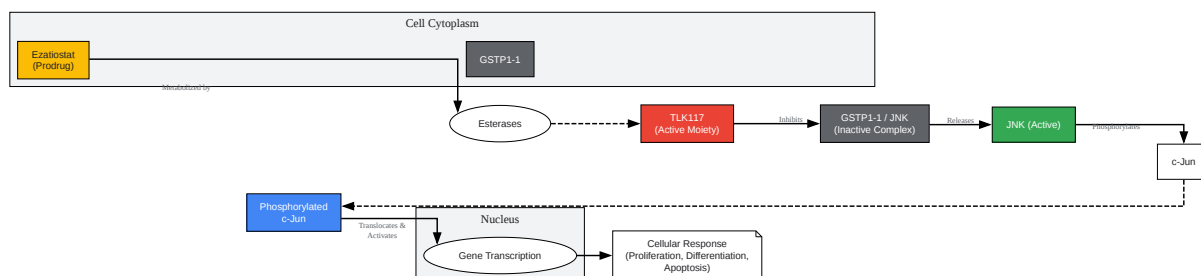 Cell Cytoplasm
Ezatiostat
(Prodrug)
GSTP1-1
Metabolized by
Esterases
TLK117
(Active Moiety)
Inhibits
GSTP1-1 / JNK
(Inactive Complex)
Releases
JNK (Active)
Phosphorylates
c-Jun
Phosphorylated
c-Jun
Translocates &
Activates
Nucleus
Gene Transcription
Cellular Response
(Proliferation, Differentiation,
Apoptosis)